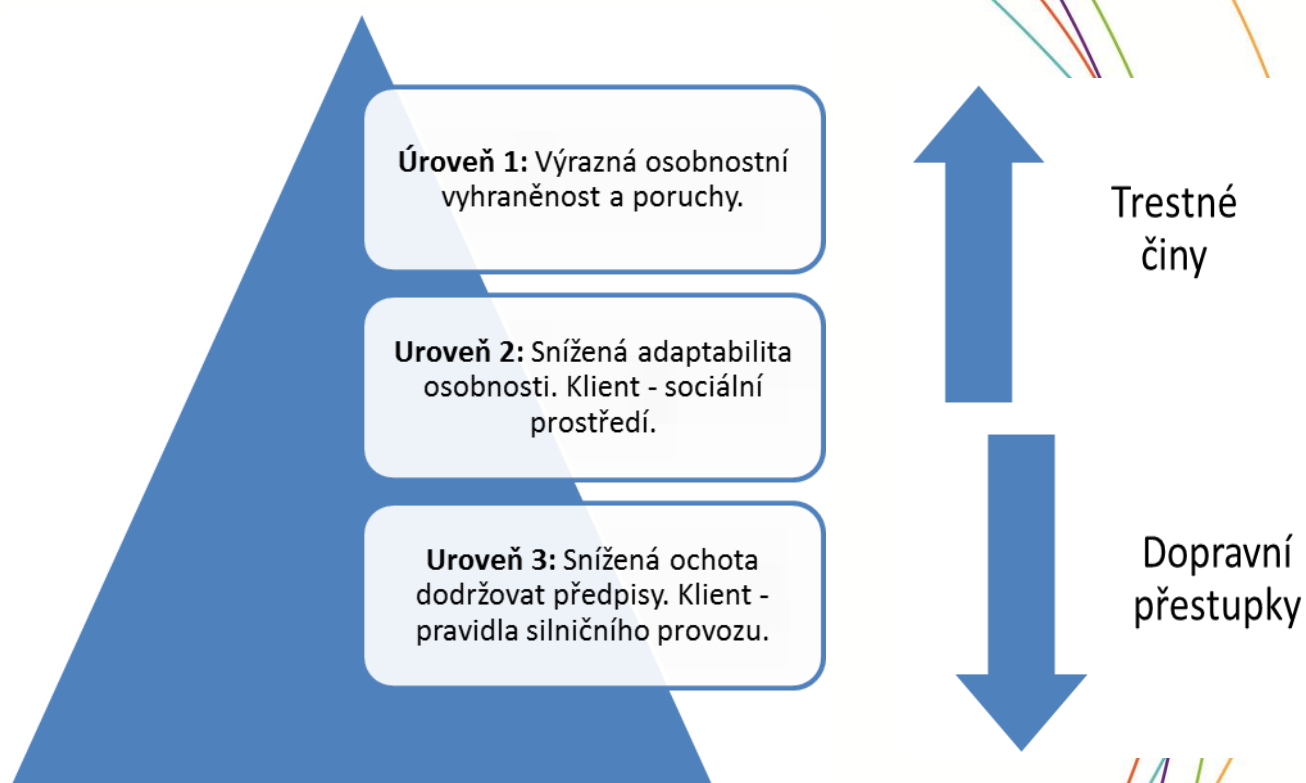 Úroveň 1: Výrazná osobnostní
vyhraněnost a poruchy.
Uroveň 2: Snížená adaptabilita
osobnosti. Klient - sociální
prostředí.
Uroveň 3: Snížená ochota
dodržovat předpisy. Klient -
pravidla silničního provozu.
Trestné
činy
Dopravní
přestupky